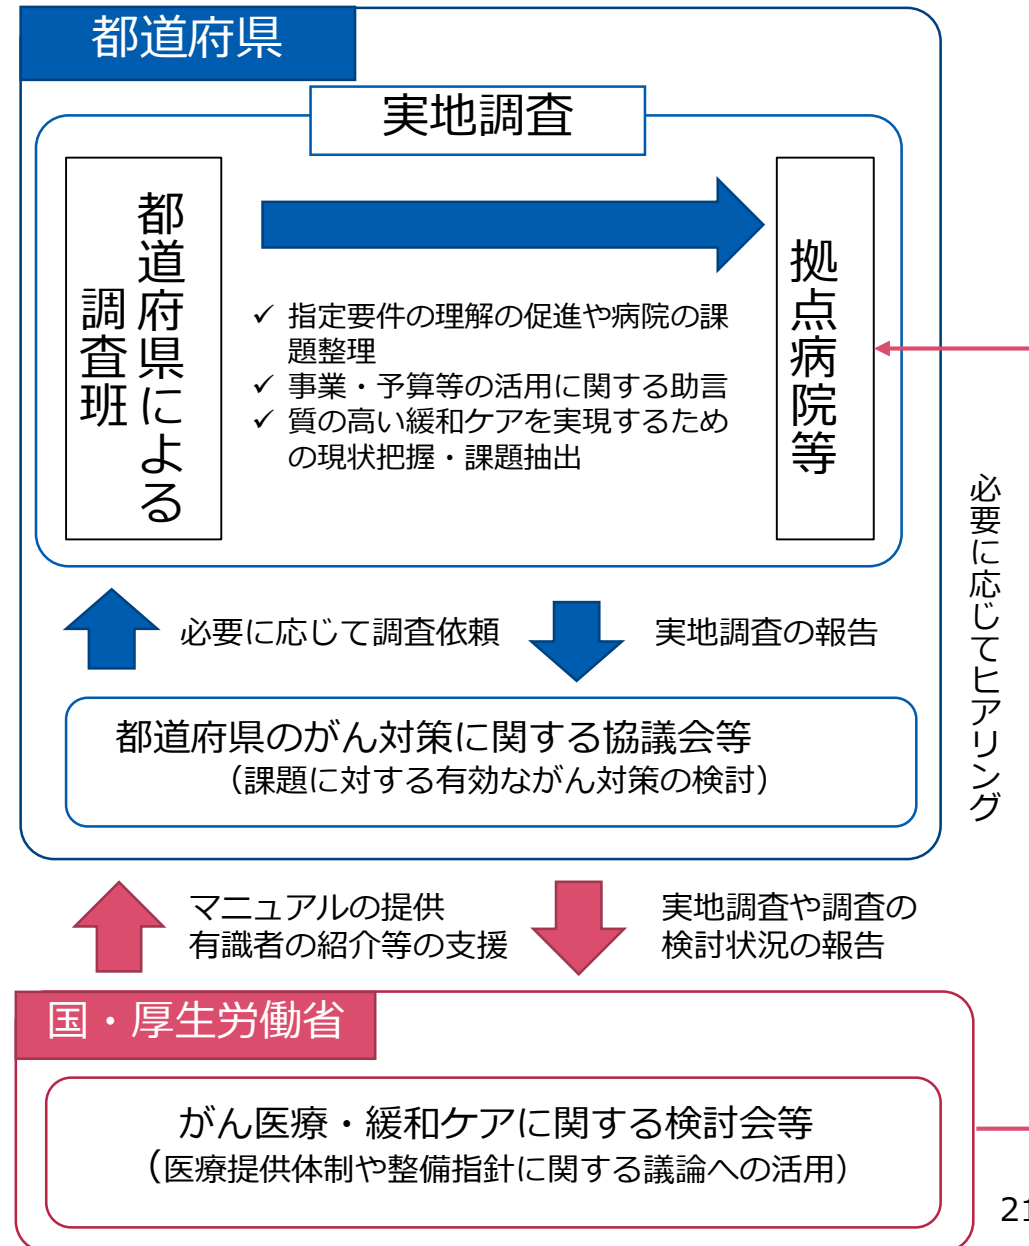 都道府県
実地調査
都道府県による
調査班
✓ 指定要件の理解の促進や病院の課
題整理
✓ 事業・予算等の活用に関する助言
✓ 質の高い緩和ケアを実現するため
の現状把握・課題抽出
拠点病院等
必要に応じてヒアリング
必要に応じて調査依頼
実地調査の報告
都道府県のがん対策に関する協議会等
（課題に対する有効ながん対策の検討）
マニュアルの提供
有識者の紹介等の支援
実地調査や調査の
検討状況の報告
国・厚生労働省
がん医療・緩和ケアに関する検討会等
（医療提供体制や整備指針に関する議論への活用）
21